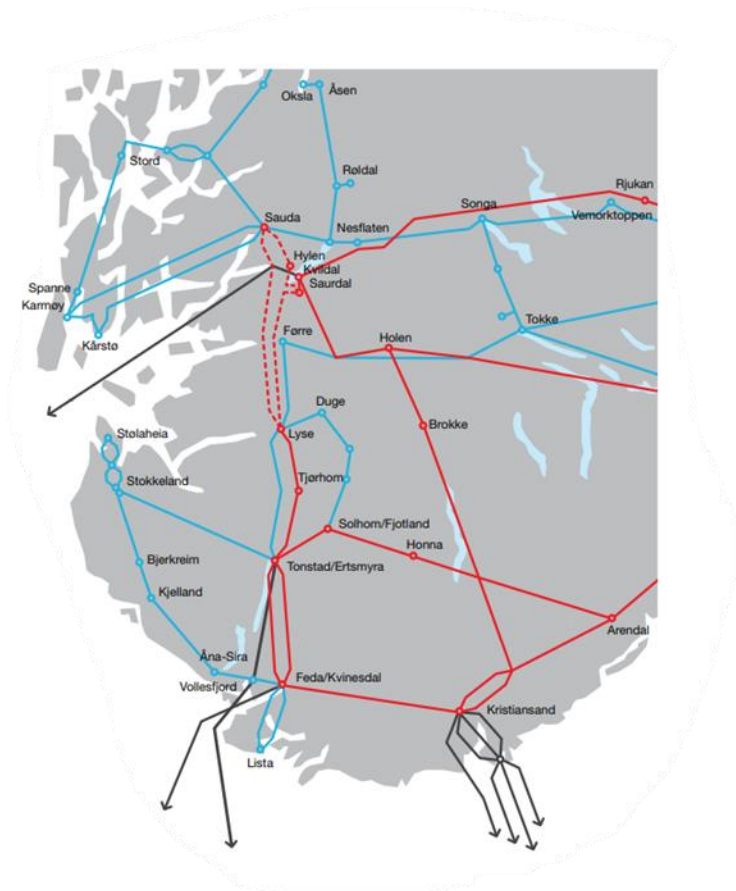 Oksla
Åsen
Stord
Røldal
Rjukan
Songa
Vemorktoppen
Sauda
Nesflaten
Hylen
Kvildal
Saurdal
Spanne
Karmøy
Tokke
Kårstø
Førre
Holen
Duge
Brokke
Stølaheia
Lyse
Stokkeland
Tjørhom
Solhom/Fjotland
Honna
Bjerkreim
Tonstad/Ertsmyra
Kjelland
Arendal
Åna-Sira
Vollesfjord
Feda/Kvinesdal
Kristiansand
Lista